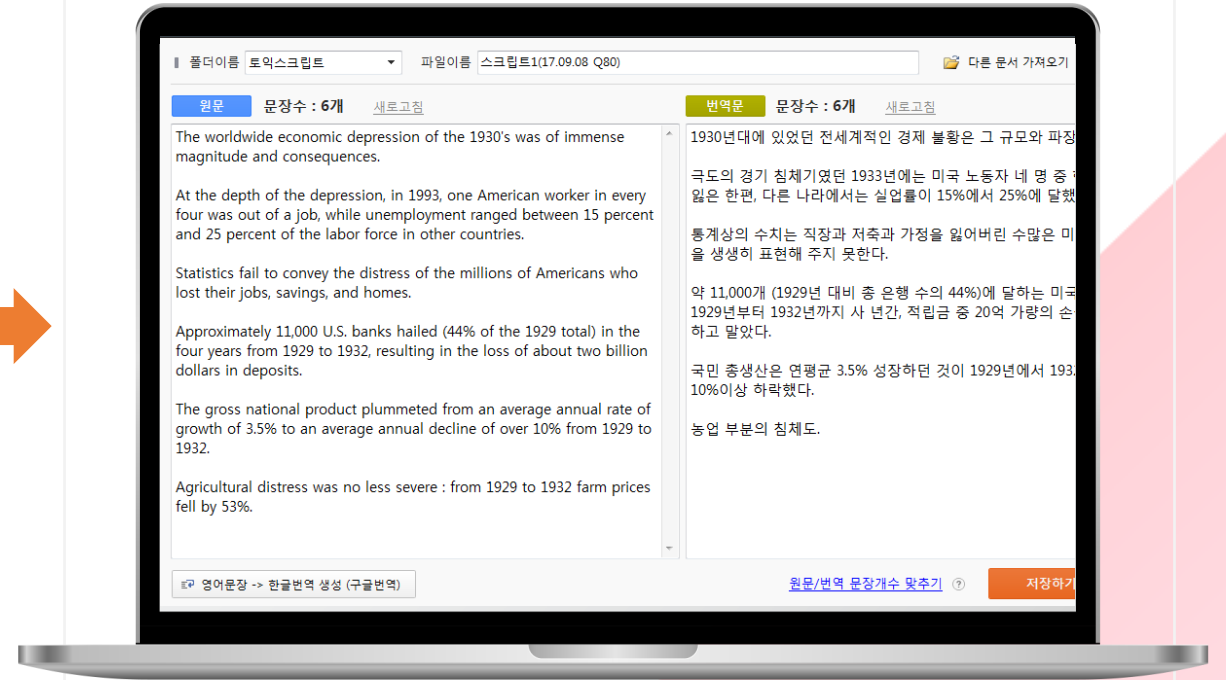 폴더이름 토익스크립트 파일이름 스크립트1(17.09.08 Q80) 다른 문서 가져오기
원문 문장수 : 6개 새로고침
The worldwide economic depression of the 1930's was of immense
magnitude and consequences.
At the depth of the depression, in 1993, one American worker in every
four was out of a job, while unemployment ranged between 15 percent
and 25 percent of the labor force in other countries.
Statistics fail to convey the distress of the millions of Americans who
lost their jobs, savings, and homes.
Approximately 11,000 U.S. banks hailed (44% of the 1929 total) in the
four years from 1929 to 1932, resulting in the loss of about two billion
dollars in deposits.
The gross national product plummeted from an average annual rate of
growth of 3.5% to an average annual decline of over 10% from 1929 to
1932.
Agricultural distress was no less severe : from 1929 to 1932 farm prices
fell by 53%.
번역문 문장수 : 6개 새로고침
1930년대에 있었던 전세계적인 경제 불황은 그 규모와 파장
극도의 경기 침체기였던 1933년에는 미국 노동자 네 명 중
잃은 한편, 다른 나라에서는 실업률이 15%에서 25%에 달했
통계상의 수치는 직장과 저축과 가정을 잃어버린 수많은 미
을 생생히 표현해 주지 못한다.
약 11,000개 (1929년 대비 총 은행 수의 44%)에 달하는 미국
1929년부터 1932년까지 사 년간, 적립금 중 20억 가량의 손
하고 말았다.
국민 총생산은 연평균 3.5% 성장하던 것이 1929년에서 193
10%이상 하락했다.
농업 부분의 침체도.
영어문장 -> 한글번역 생성 (구글번역) 원문/번역 문장개수 맞추기 ? 저장하기